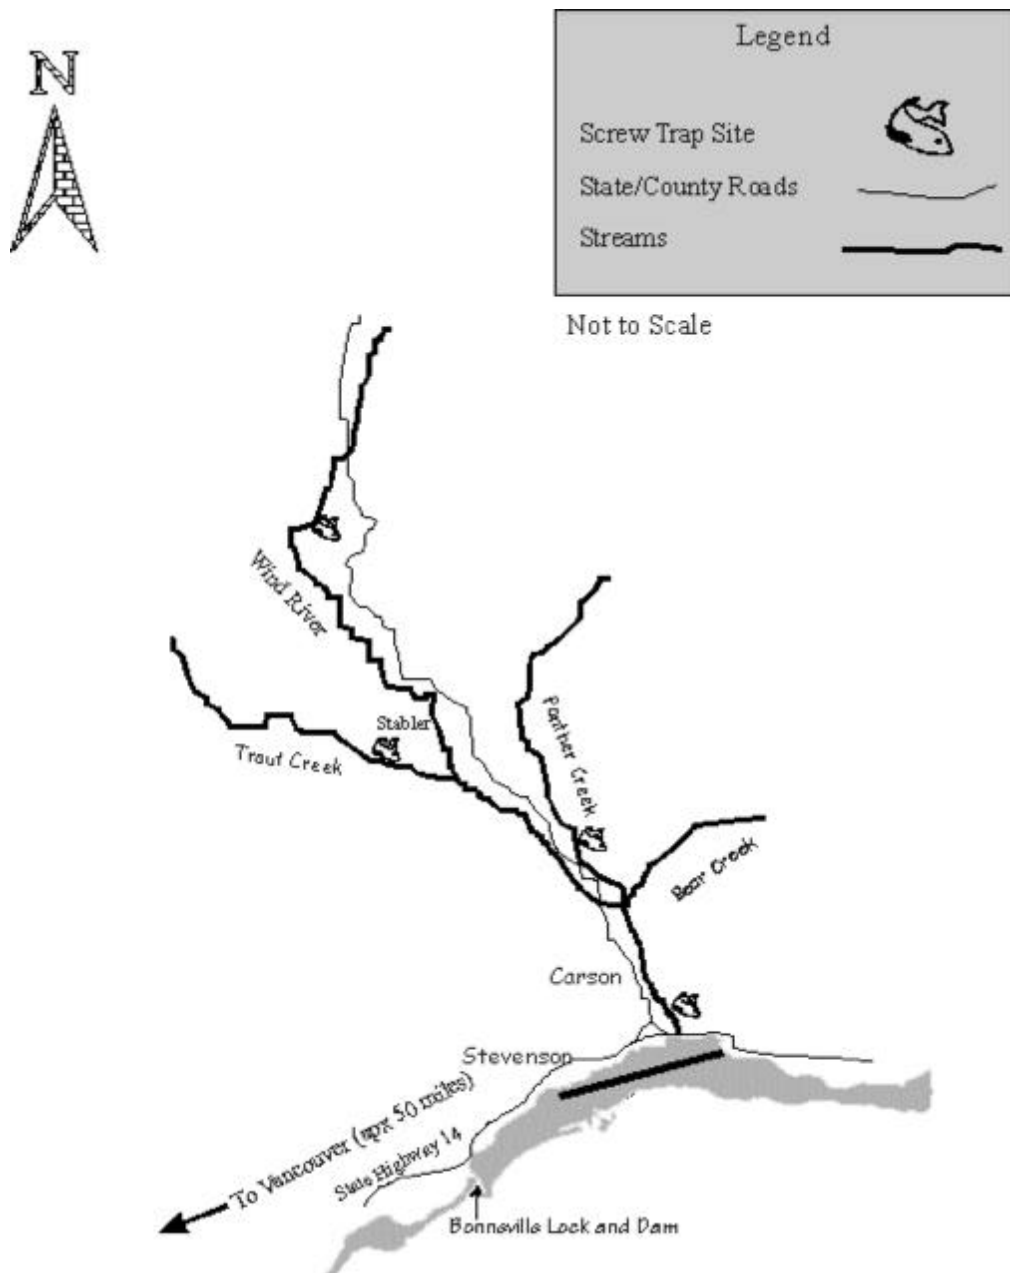 N
Legend
Screw Trap Site
State/County Roads
Streams
Not to Scale
Wind River
Stabler
Trout Creek
Panther Creek
Bear Creek
Carson
Stevenson
To Vancouver (apx 50 miles)
State Highway 14
Bonneville Lock and Dam